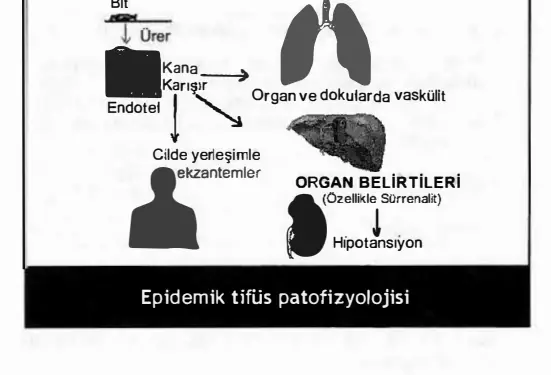 Bit
Ürer
Kana
Karışır
Endotel
Organ ve dokularda vaskülit
Cilde yerleşimle
ekzantemler
ORGAN BELİRTİLERİ
(Özellikle Sürrenalit)
Hipotansiyon
Epidemik tifüs patofizyolojisi